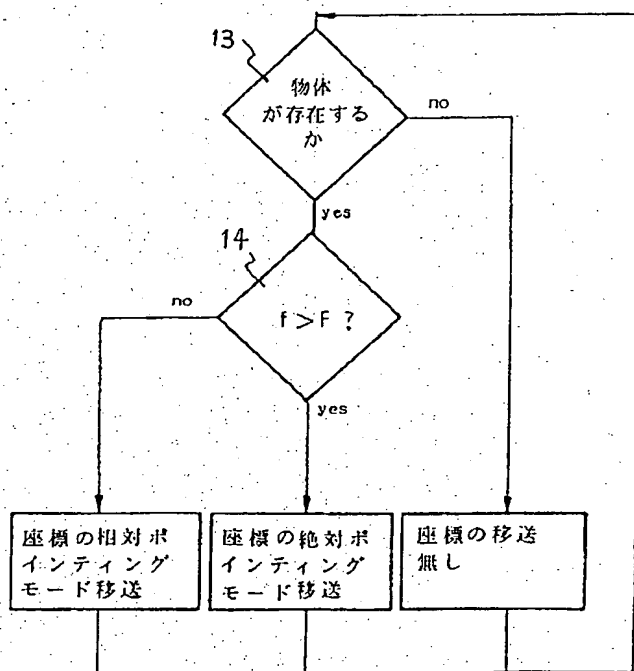 13
物体
が存在する
か
no
yes
14
no
f>F ?
yes
座標の相対ポ
インティング
モード移送
座標の絶対ポ
インティング
モード移送
座標の移送
無し